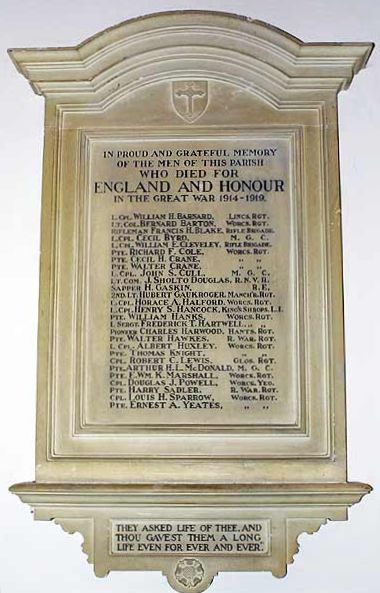 IN PROUD AND GRATEFUL MEMORY
OF THE MEN OF THIS PARISH
WHO DIED FOR
ENGLAND AND HONOUR
IN THE GREAT WAR 1914-1919.
L. CPL. WILLIAM H. BARNARD, LINCS. RGT.
LT. COL. BERNARD BARTON, WORCS. RGT.
RIFLEMAN FRANCIS H. BLAKE, RIFLE BRIGADE.
L. CPL. CECIL BYRD, M. G. C.
L. CPL. WILLIAM E. CLEVELEY, RIFLE BRIGADE.
PTE. RICHARD F. COLE, WORCS. RGT.
PTE. CECIL H. CRANE, " "
PTE. WALTER CRANE, " "
L. CPL. JOHN S. CULL, M. G. C.
LT. COM. J. SHOLTO DOUGLAS, R. N. V. R.
SAPPER H. GASKIN, R. E.
2ND. LT. HUBERT GAUKROGER, MANCH'R. RGT.
L. CPL. HORACE A. HALFORD, WORCS. RGT.
L. CPL. HENRY S. HANCOCK, KING'S SHROPS. L.I.
PTE. WILLIAM HANKS, WORCS. RGT.
L. SERGT. FREDERICK T. HARTWELL, " "
PIONEER CHARLES HARWOOD, HANTS. RGT.
PTE. WALTER HAWKES, R. WAR. RGT.
L. CPL. ALBERT HUXLEY, WORCS. RGT.
PTE. THOMAS KNIGHT, " "
CPL. ROBERT C. LEWIS, GLOS. RGT.
PTE. ARTHUR H. L. McDONALD, M. G. C.
PTE. F. WM. K. MARSHALL, WORCS. RGT.
CPL. DOUGLAS J. POWELL, WORCS. YEO.
PTE. HARRY SADLER, R. WAR. RGT.
CPL. LOUIS H. SPARROW, WORCS. RGT.
PTE. ERNEST A. YEATES, " "
THEY ASKED LIFE OF THEE, AND
THOU GAVEST THEM A LONG
LIFE EVEN FOR EVER AND EVER".